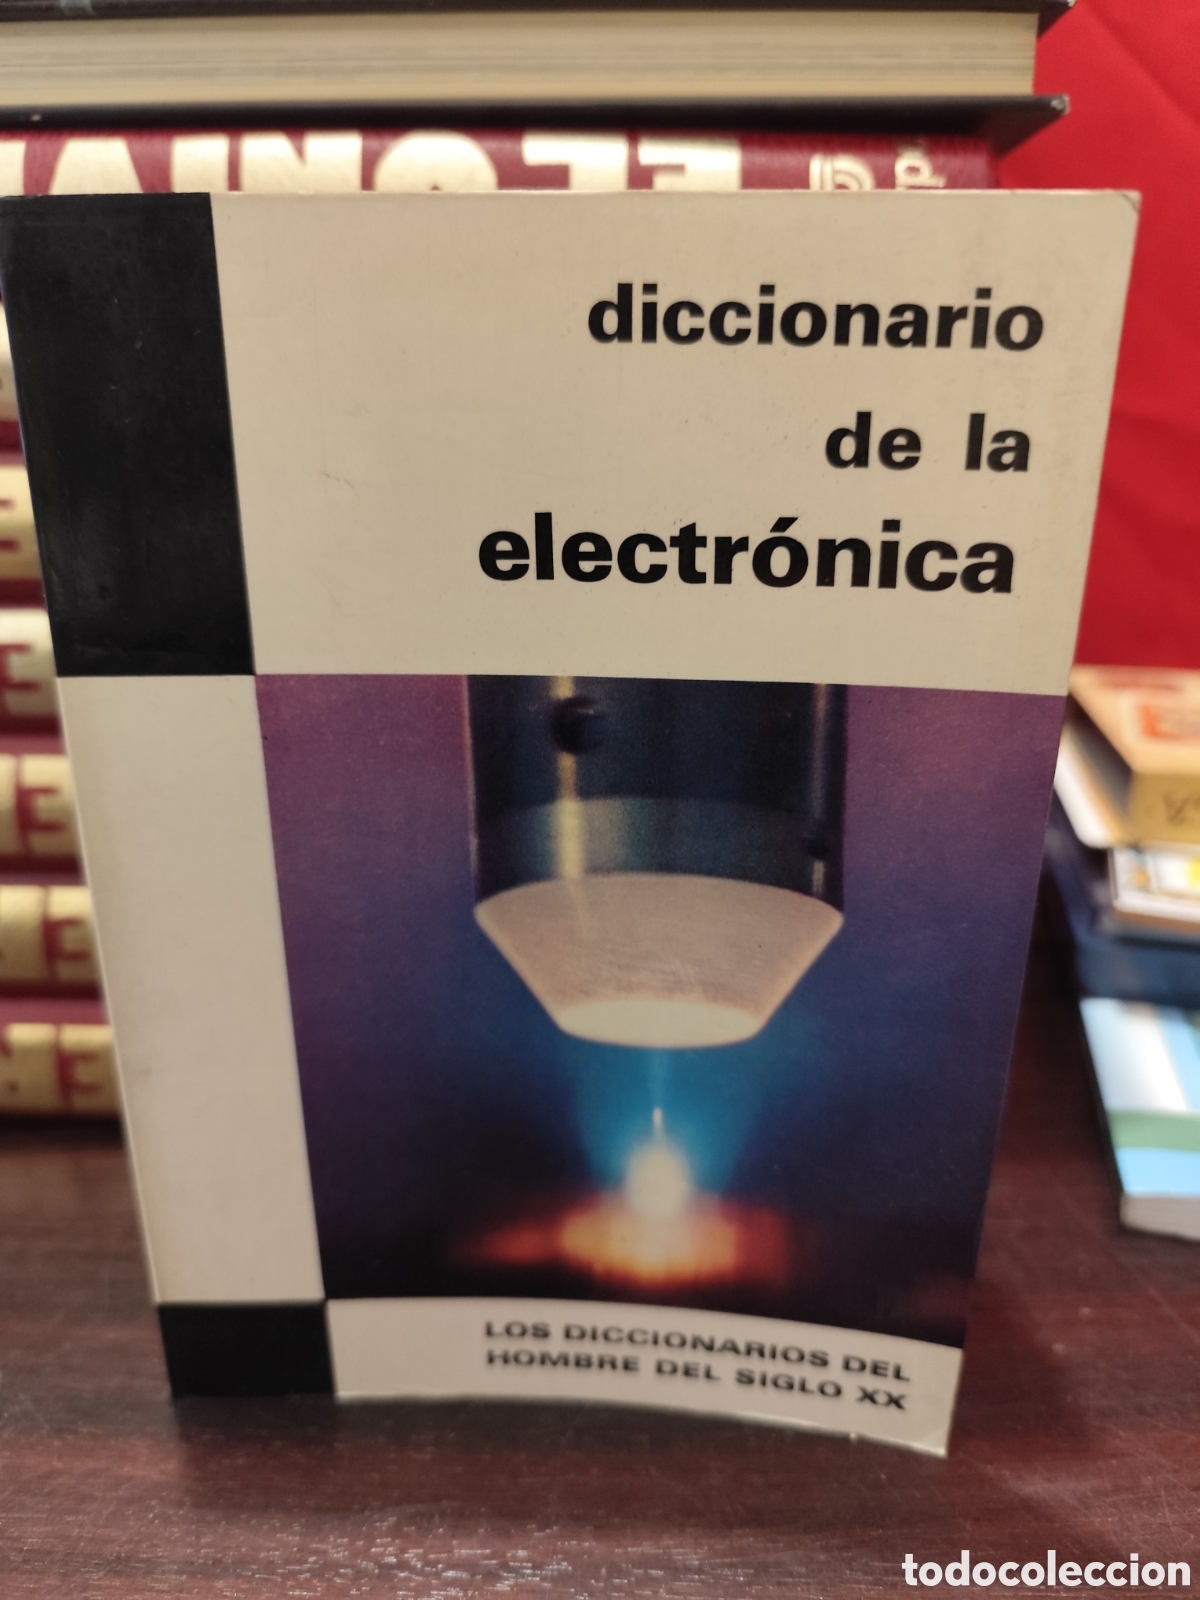 diccionario
de la
electrónica
LOS DICCIONARIOS DEL
HOMBRE DEL SIGLO XX
todocoleccion